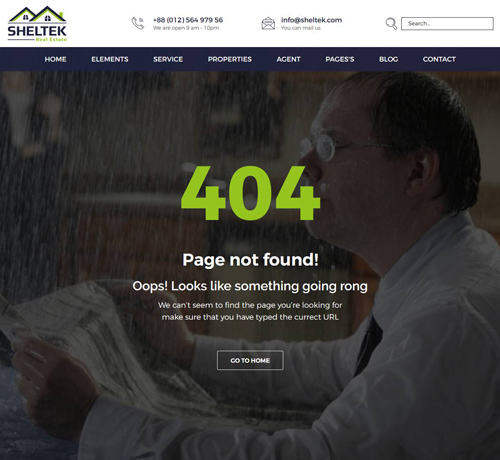 SHELTEK
Real Estate
+88 (012) 564 979 56
We are open 9 am - 10pm
info@sheltek.com
You can mail us
Search...
HOME ELEMENTS SERVICE PROPERTIES AGENT PAGES'S BLOG CONTACT
404
Page not found!
Oops! Looks like something going rong
We can't seem to find the page you're looking for
make sure that you have typed the currect URL
GO TO HOME